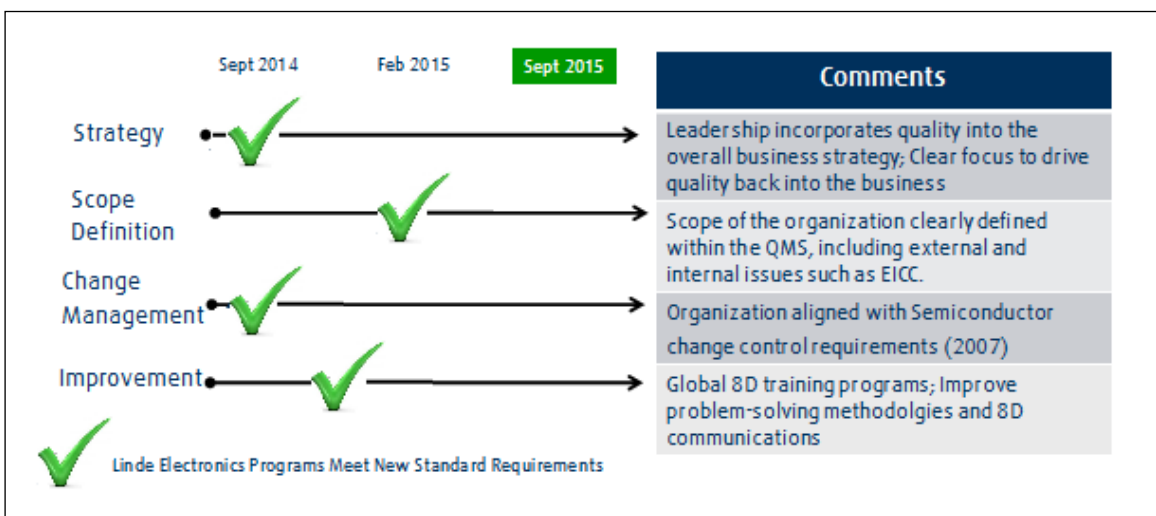 Sept 2014 Feb 2015 Sept 2015
Comments
Strategy
Leadership incorporates quality into the
overall business strategy; Clear focus to drive
quality back into the business
Scope
Definition
Scope of the organization clearly defined
within the QMS, including external and
internal issues such as EICC.
Change
Management
Organization aligned with Semiconductor
change control requirements (2007)
Improvement
Global 8D training programs; Improve
problem-solving methodolgies and 8D
communications
Linde Electronics Programs Meet New Standard Requirements